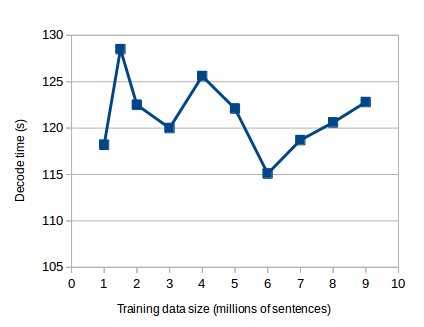 130
125
120
115
110
105
Decode time (s)
0 1 2 3 4 5 6 7 8 9 10
Training data size (millions of sentences)